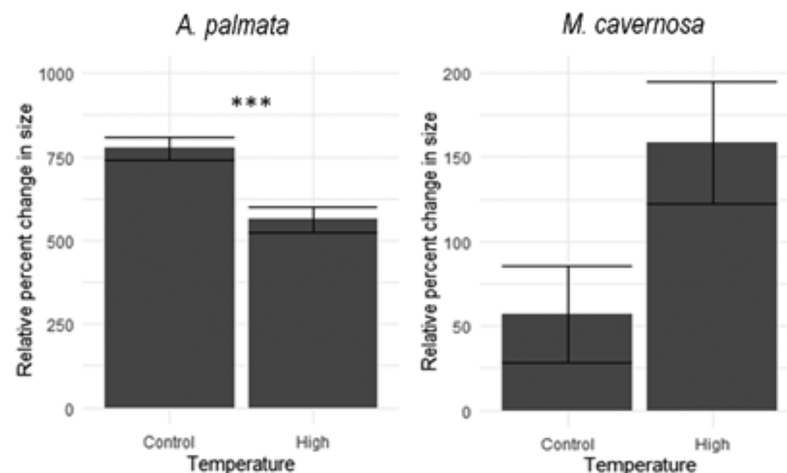 A. palmata
Relative percent change in size
1000
750
500
250
0
***
Control
High
Temperature
M. cavernosa
Relative percent change in size
200
150
100
50
0
Control
High
Temperature